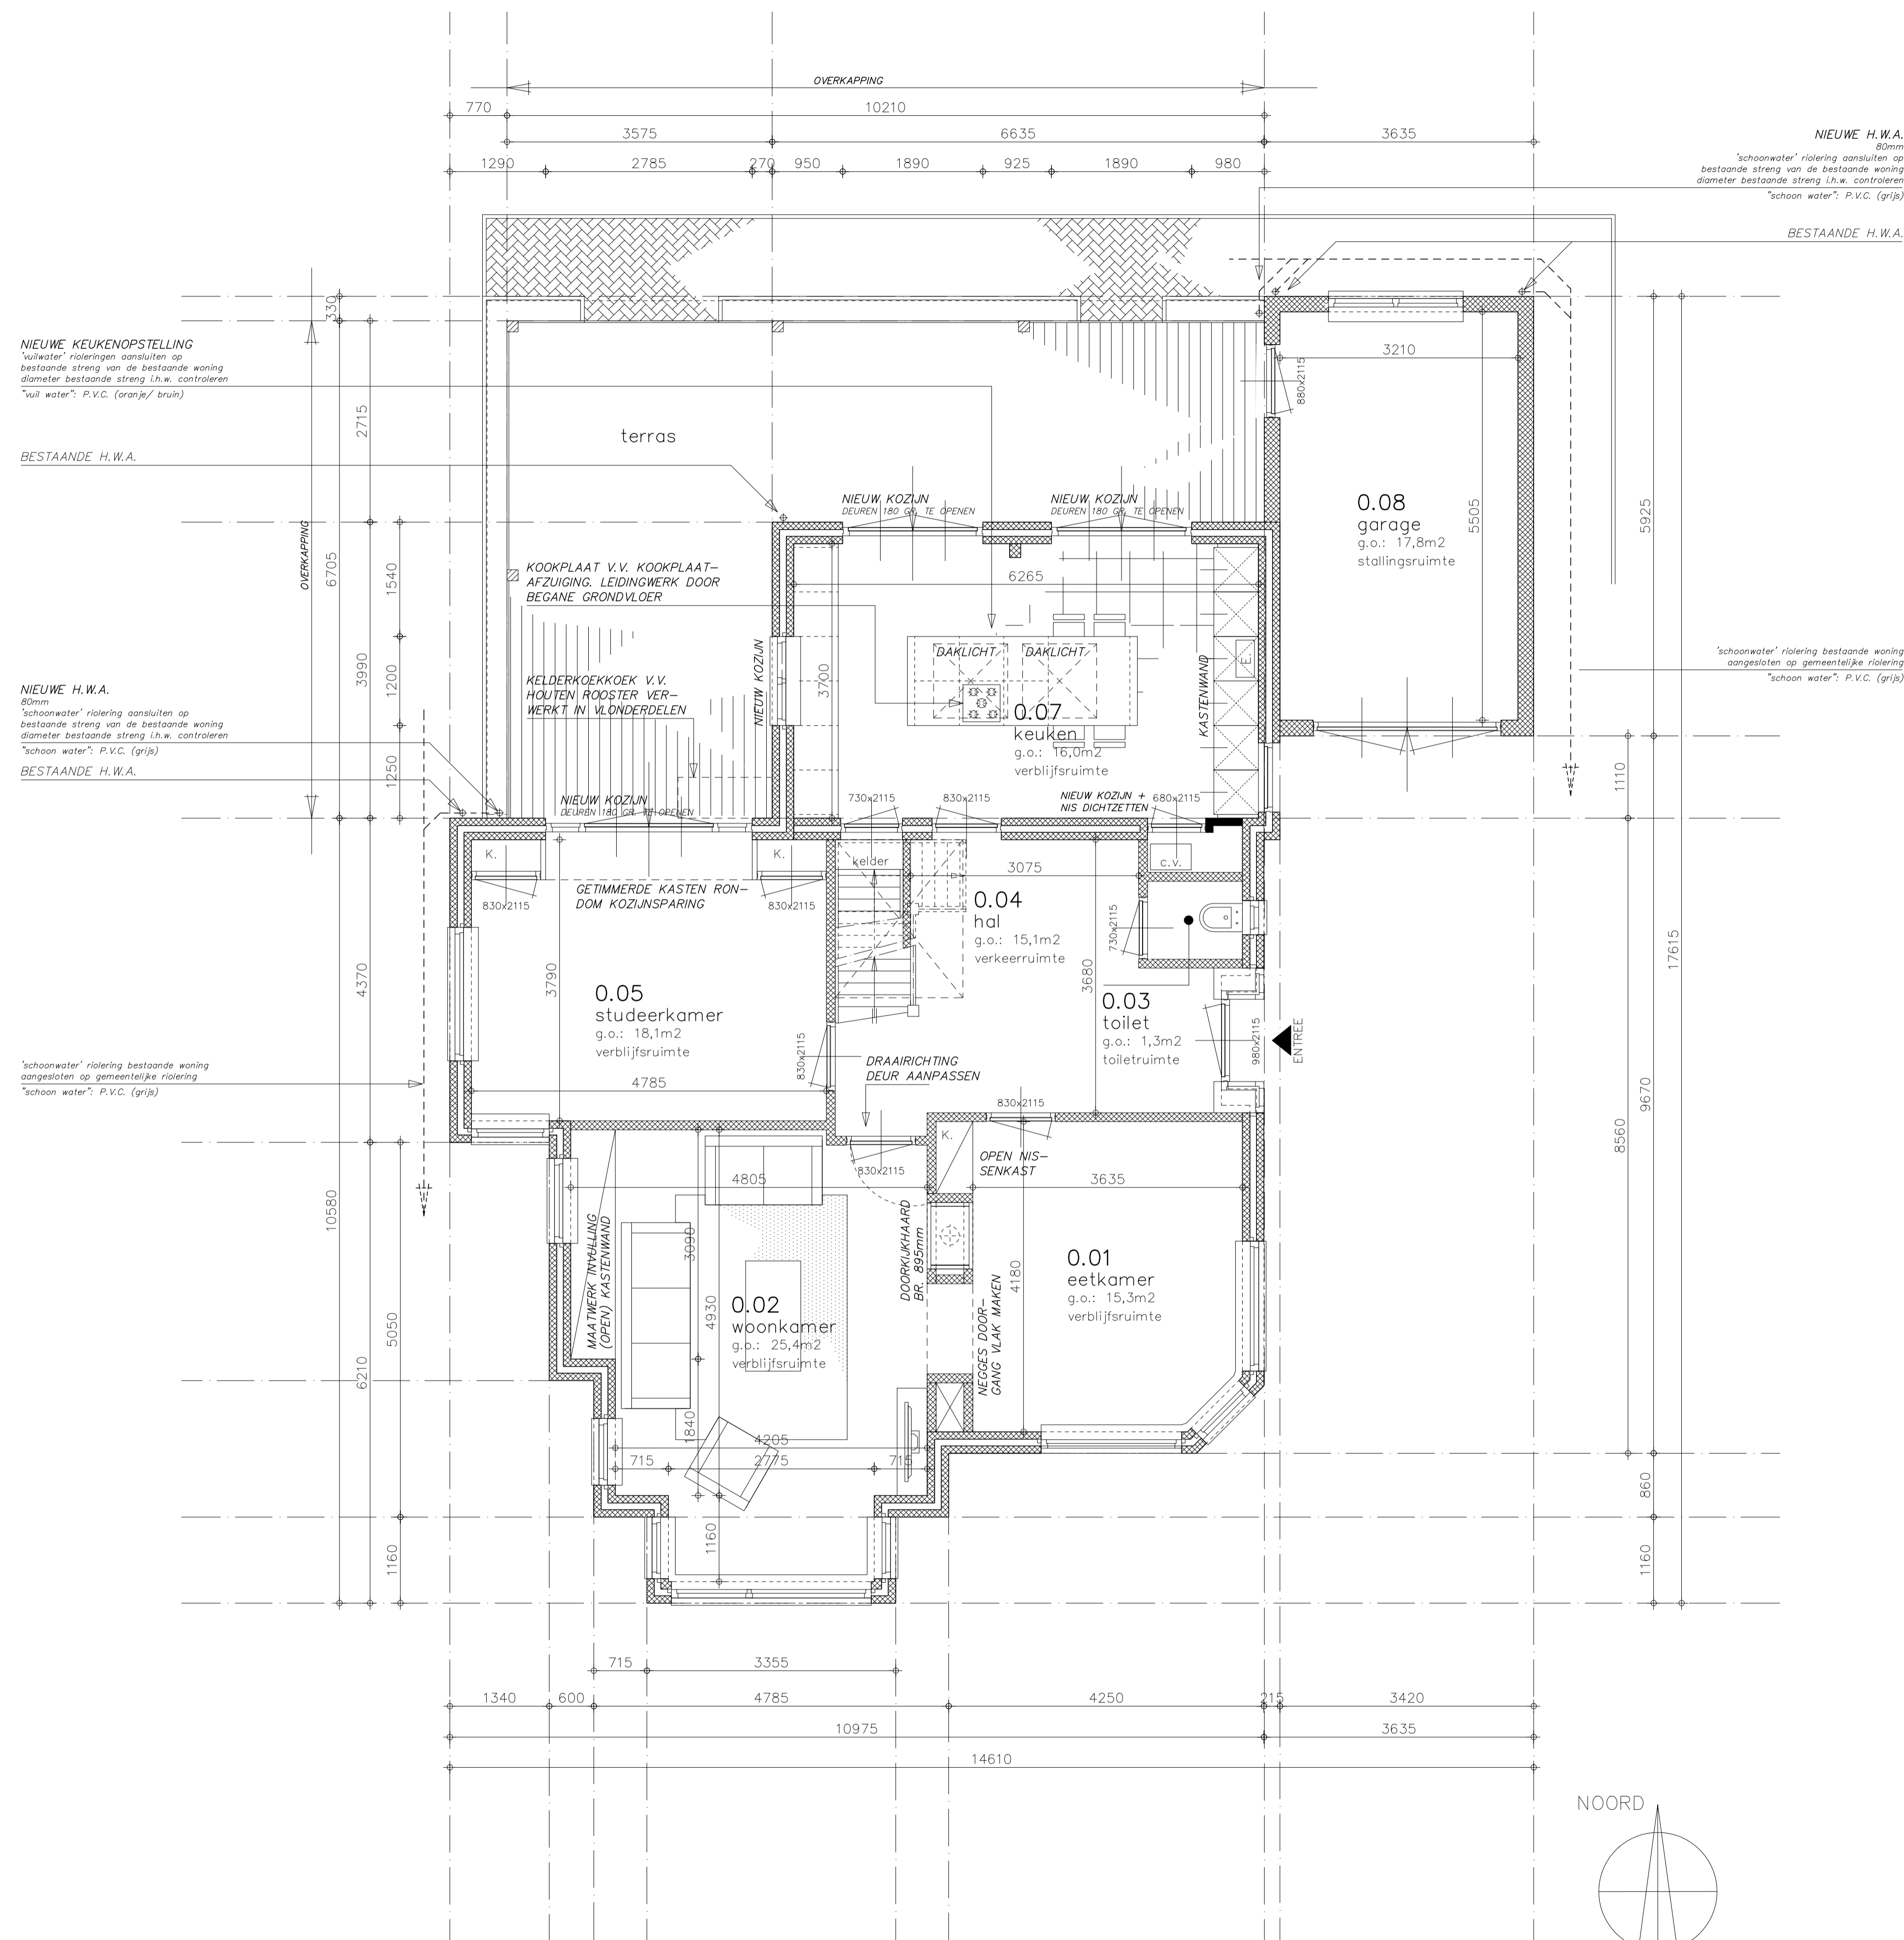 OVERKAPPING
770
10210
3575
6635
3635
1290
2785
270
950
1890
925
1890
980
NIEUWE H.W.A.
80mm
'schoonwater' riolering aansluiten op
bestaande streng van de bestaande woning
diameter bestaande streng i.h.w. controleren
"schoon water": P.V.C. (grijs)
BESTAANDE H.W.A.
330
NIEUWE KEUKENOPSTELLING
'vuilwater' rioleringen aansluiten op
bestaande streng van de bestaande woning
diameter bestaande streng i.h.w. controleren
"vuil water": P.V.C. (oranje/ bruin)
BESTAANDE H.W.A.
OVERKAPPING
6705
2715
1540
3990
1200
1250
terras
3210
880x2115
0.08
garage
g.o.: 17,8m2
stallingsruimte
5505
5925
17615
NIEUW KOZIJN
DEUREN 180 GR. TE OPENEN
NIEUW KOZIJN
DEUREN 180 GR. TE OPENEN
KOOKPLAAT V.V. KOOKPLAAT-
AFZUIGING. LEIDINGWERK DOOR
BEGANE GRONDVLOER
6265
NIEUW KOZIJN
3700
DAKLICHT
DAKLICHT
KASTENWAND
E.
KELDERKOEKKOEK V.V.
HOUTEN ROOSTER VER-
WERKT IN VLONDERDELEN
0.07
keuken
g.o.: 16,0m2
verblijfsruimte
'schoonwater' riolering bestaande woning
aangesloten op gemeentelijke riolering
"schoon water": P.V.C. (grijs)
NIEUWE H.W.A.
80mm
'schoonwater' riolering aansluiten op
bestaande streng van de bestaande woning
diameter bestaande streng i.h.w. controleren
"schoon water": P.V.C. (grijs)
BESTAANDE H.W.A.
NIEUW KOZIJN
DEUREN 180 GR. TE OPENEN
730x2115
830x2115
NIEUW KOZIJN +
NIS DICHTZETTEN
680x2115
1110
K.
K.
kelder
c.v.
830x2115
830x2115
GETIMMERDE KASTEN RON-
DOM KOZIJNSPARING
3075
0.04
hal
g.o.: 15,1m2
verkeerruimte
730x2115
3790
3680
4370
0.05
studeerkamer
g.o.: 18,1m2
verblijfsruimte
4785
0.03
toilet
g.o.: 1,3m2
toiletruimte
980x2115
ENTREE
830x2115
DRAAIRICHTING
DEUR AANPASSEN
'schoonwater' riolering bestaande woning
aangesloten op gemeentelijke riolering
"schoon water": P.V.C. (grijs)
830x2115
830x2115
K.
OPEN NIS-
SENKAST
4805
3635
10580
6210
5050
1160
9670
8560
860
1160
MAATWERK INVULLING
(OPEN) KASTENWAND
3090
4930
1840
DOORKIJKHAARD
BR. 895mm
4180
NEGGES DOOR-
GANG VLAK MAKEN
0.01
eetkamer
g.o.: 15,3m2
verblijfsruimte
0.02
woonkamer
g.o.: 25,4m2
verblijfsruimte
4205
715
2775
715
1160
715
3355
1340
600
4785
4250
215
3420
10975
3635
14610
NOORD